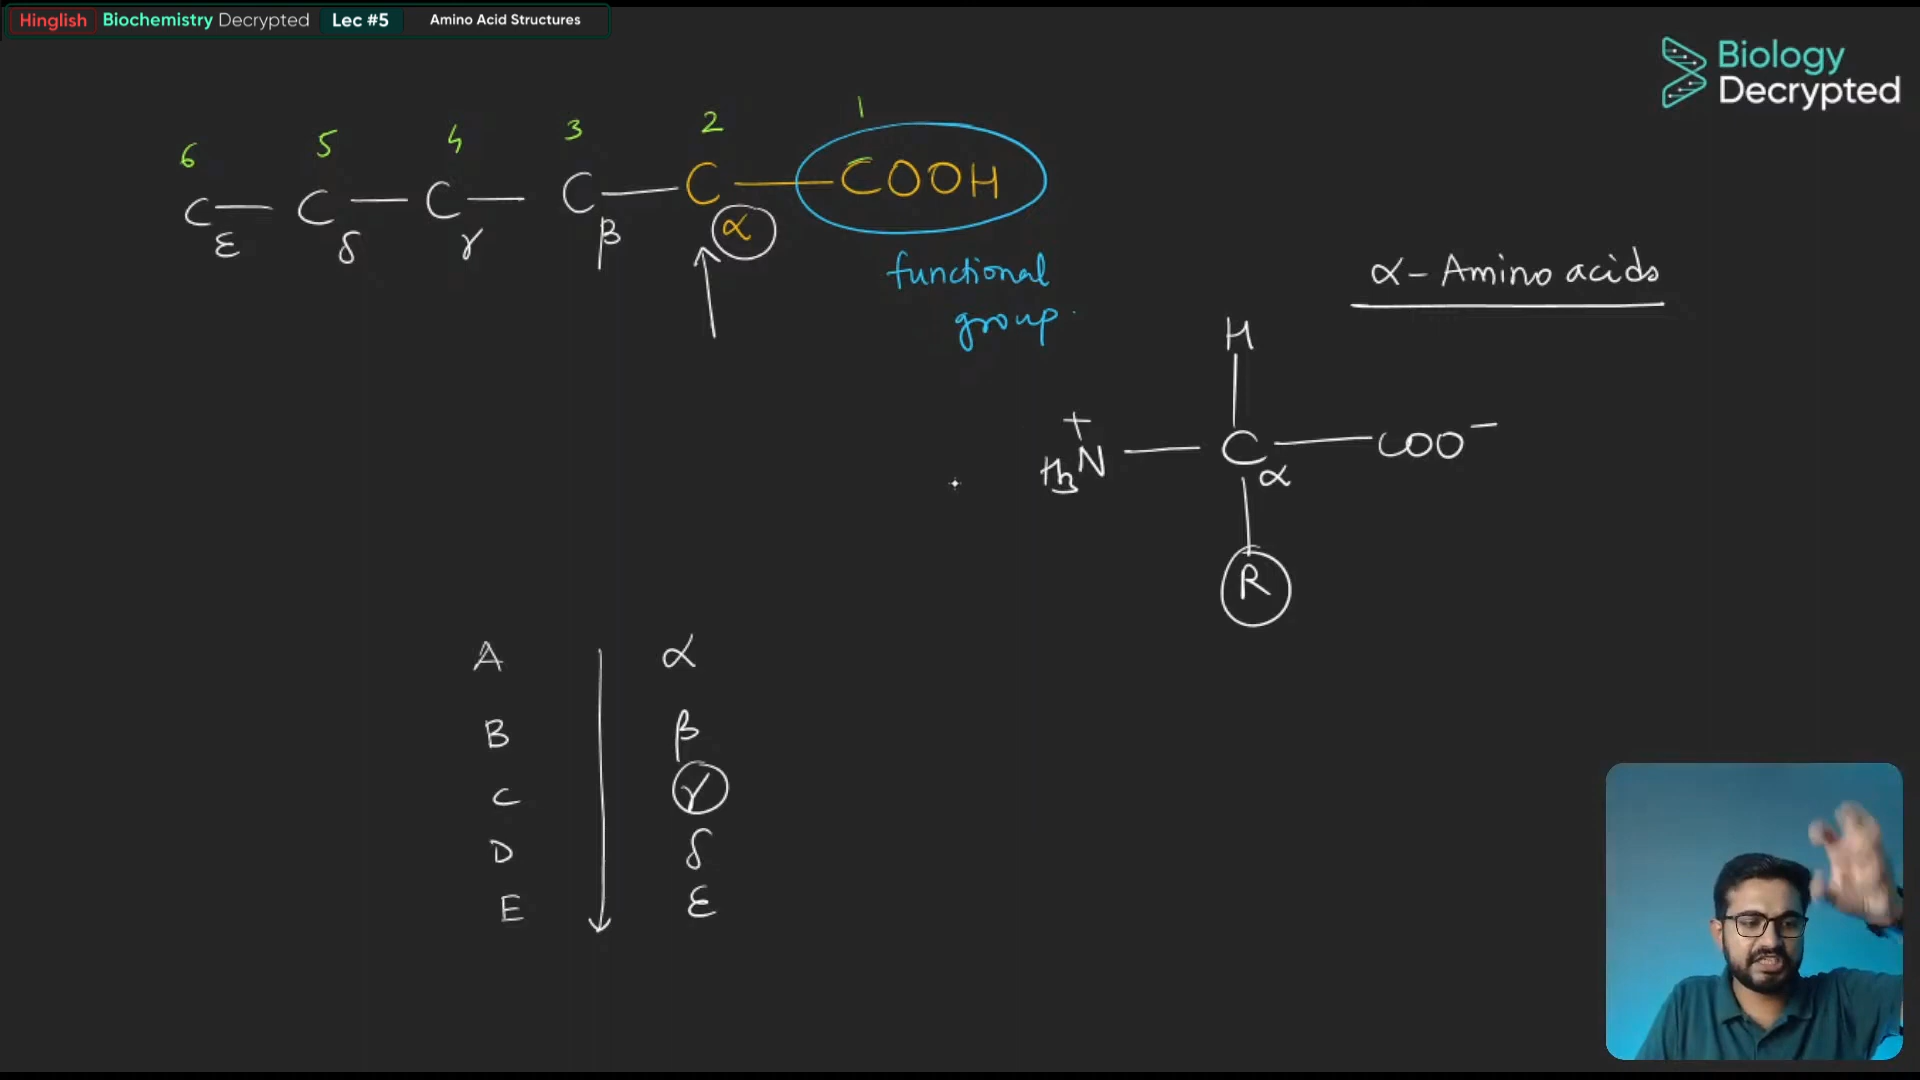 Hinglish Biochemistry Decrypted Lec #5 Amino Acid Structures
Biology
Decrypted
6 5 4 3 2 1
C — C — C — C — C — COOH
ε δ γ β α
functional
group
α - Amino acids
H
H₃N⁺ — C — COO⁻
α
R
A α
B β
C γ
D δ
E ε